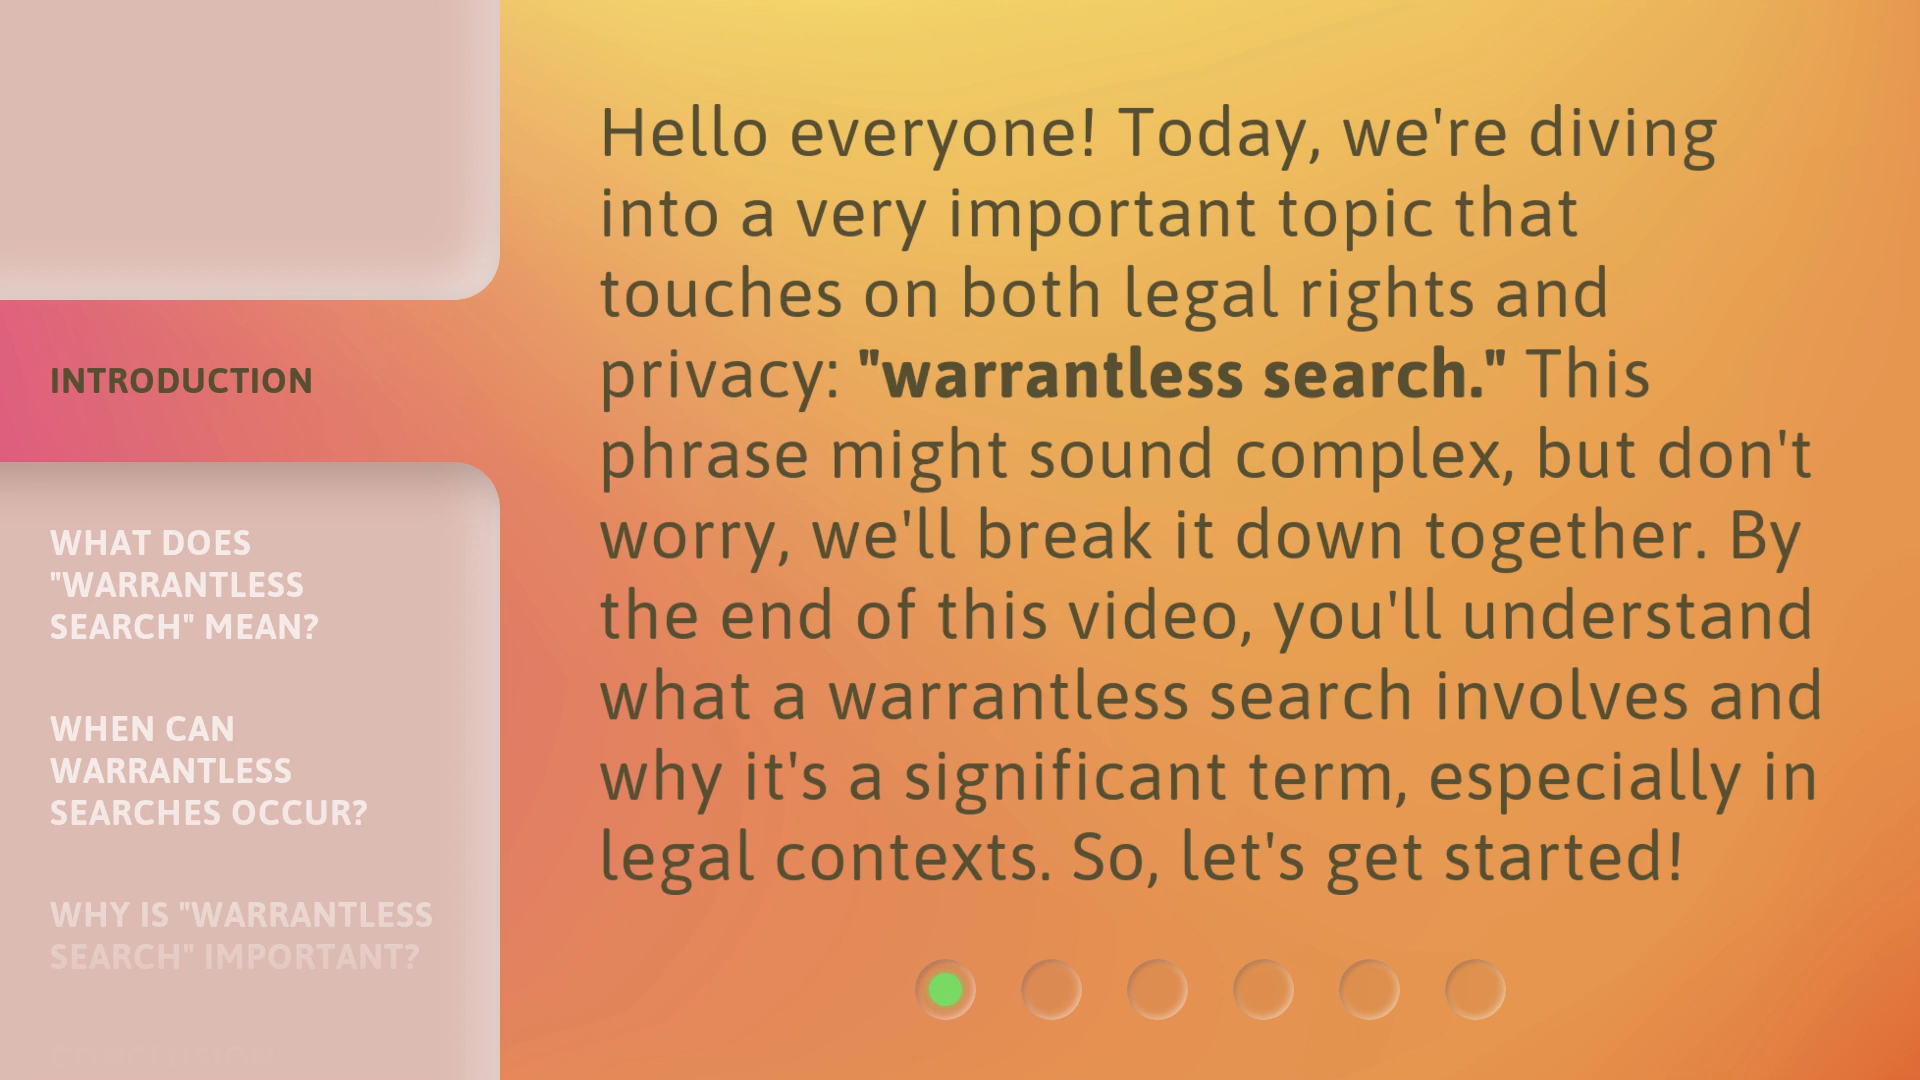 INTRODUCTION
WHAT DOES
"WARRANTLESS
SEARCH" MEAN?
WHEN CAN
WARRANTLESS
SEARCHES OCCUR?
WHY IS "WARRANTLESS
SEARCH" IMPORTANT?
CONCLUSION
Hello everyone! Today, we're diving
into a very important topic that
touches on both legal rights and
privacy: "warrantless search." This
phrase might sound complex, but don't
worry, we'll break it down together. By
the end of this video, you'll understand
what a warrantless search involves and
why it's a significant term, especially in
legal contexts. So, let's get started!